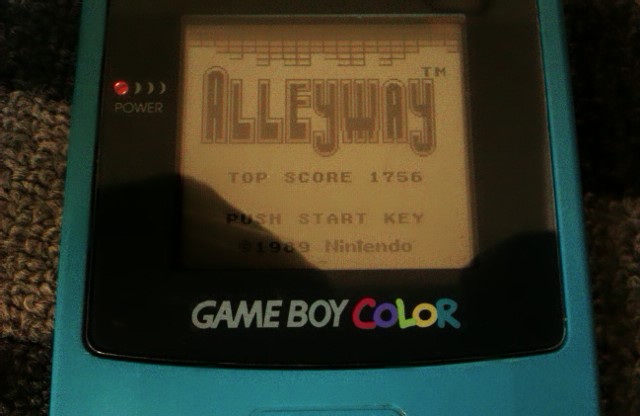 ALLEYWAY™
POWER
TOP SCORE 1756
PUSH START KEY
©1989 Nintendo
GAME BOY COLOR